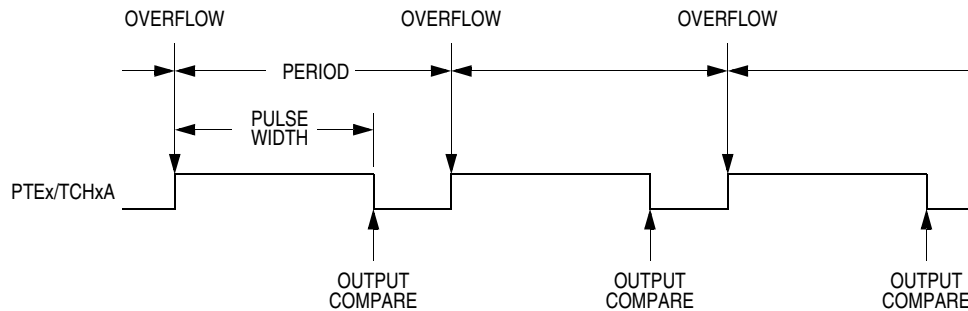 OVERFLOW
OVERFLOW
OVERFLOW
PERIOD
PULSE
WIDTH
PTEx/TCHxA
OUTPUT
COMPARE
OUTPUT
COMPARE
OUTPUT
COMPARE